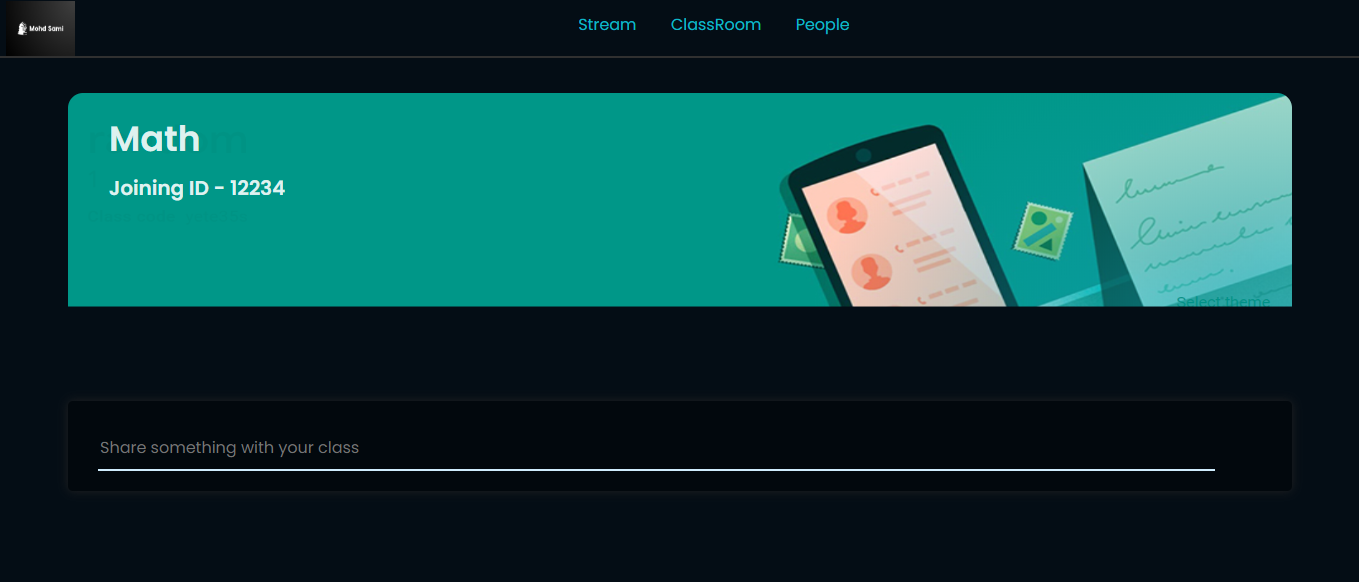 Mohd Sami
Stream ClassRoom People
Math
Joining ID - 12234
Select theme
Share something with your class